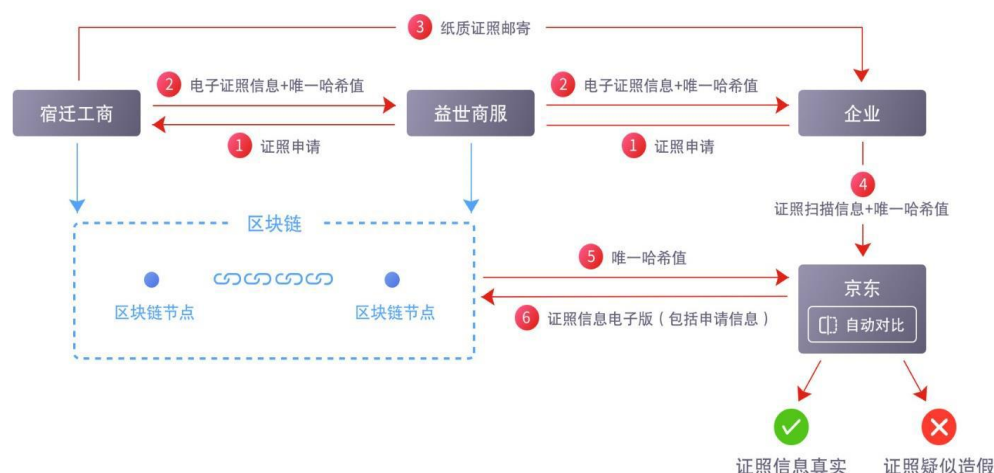 3 纸质证照邮寄
2 电子证照信息+唯一哈希值
2 电子证照信息+唯一哈希值
宿迁工商
益世商服
企业
1 证照申请
1 证照申请
4
证照扫描信息+唯一哈希值
区块链
5 唯一哈希值
京东
区块链节点
区块链节点
6 证照信息电子版（包括申请信息）
自动对比
证照信息真实
证照疑似造假